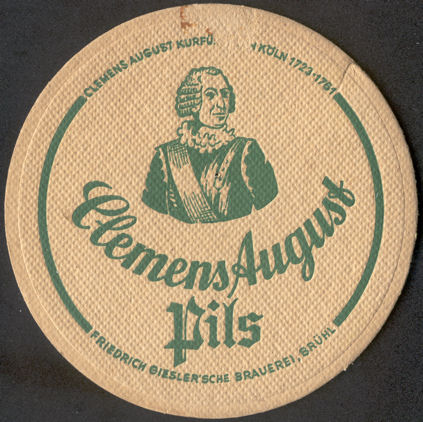 CLEMENS AUGUST KURFÜ. KÖLN 1723-1761
Clemens August
Pils
FRIEDRICH GIESLER'SCHE BRAUEREI, BRÜHL